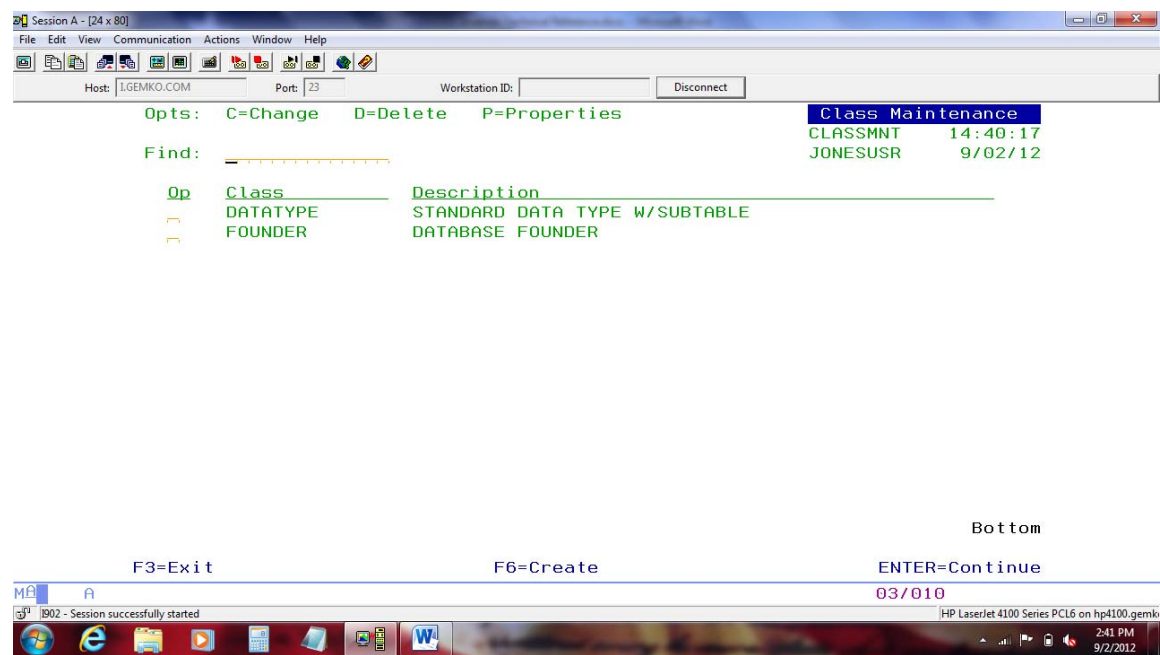 Session A - [24 x 80]
File Edit View Communication Actions Window Help
Host: I.GEMKO.COM Port: 23 Workstation ID: Disconnect
Opts: C=Change D=Delete P=Properties Class Maintenance
CLASSMNT 14:40:17
Find: JONESUSR 9/02/12
Op Class Description
DATATYPE STANDARD DATA TYPE W/SUBTABLE
FOUNDER DATABASE FOUNDER
Bottom
F3=Exit F6=Create ENTER=Continue
MA A 03/010
I902 - Session successfully started HP LaserJet 4100 Series PCL6 on hp4100.gemk
2:41 PM
9/2/2012